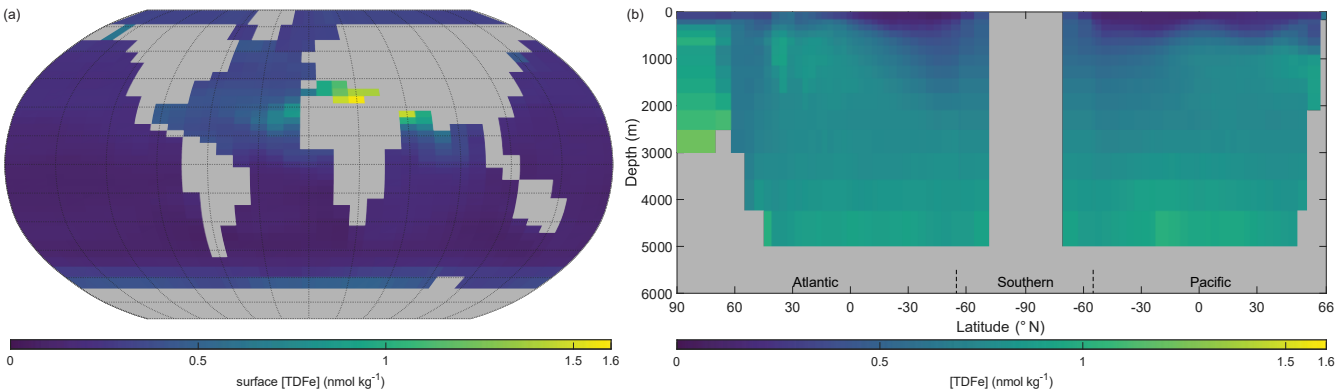 (a)
0 0.5 1 1.5 1.6
surface [TDFe] (nmol kg-1)
(b)
0
1000
2000
3000
4000
5000
6000
Depth (m)
Atlantic Southern Pacific
90 60 30 0 -30 -60 -90 -60 -30 0 30 66
Latitude (° N)
0 0.5 1 1.5 1.6
[TDFe] (nmol kg-1)